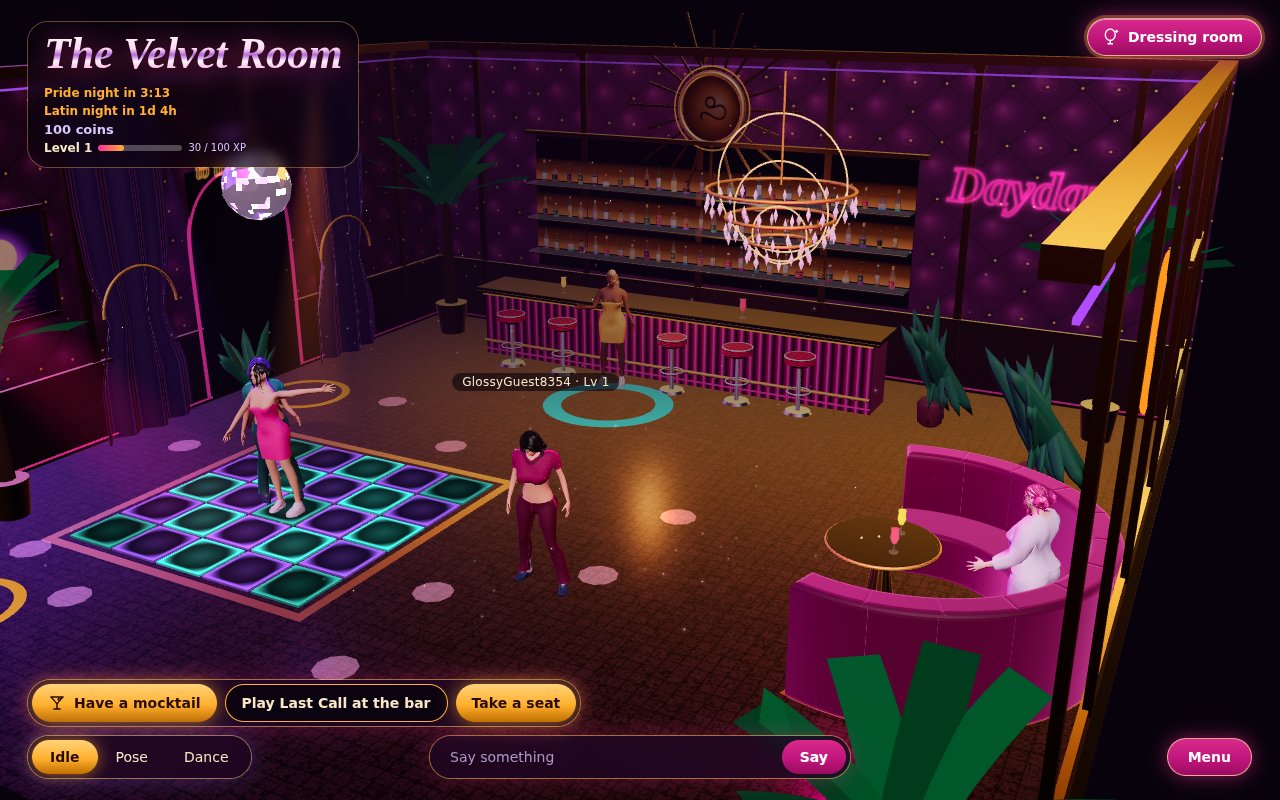 The Velvet Room
Pride night in 3:13
Latin night in 1d 4h
100 coins
Level 1 30 / 100 XP
Dressing room
GlossyGuest8354 · Lv 1
Have a mocktail
Play Last Call at the bar
Take a seat
Idle
Pose
Dance
Say something
Say
Menu